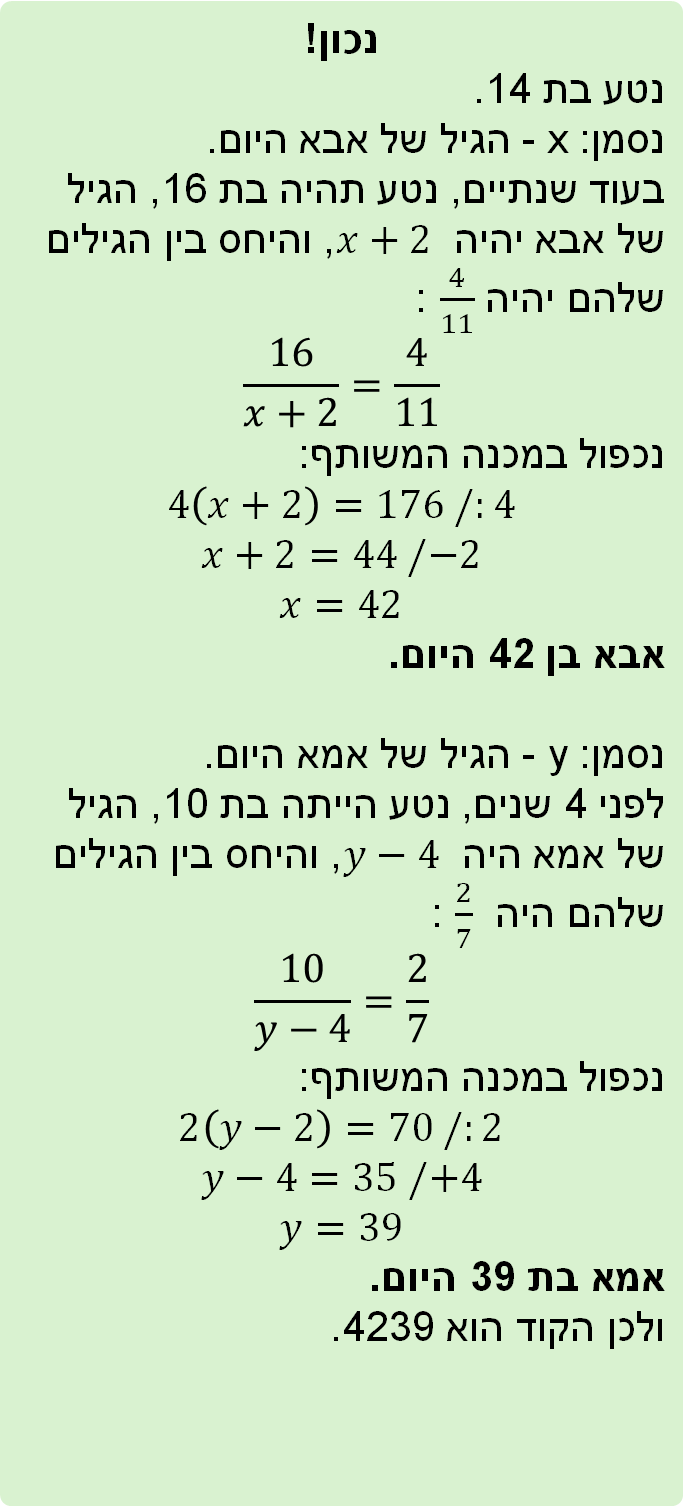 נכון!
נטע בת 14.
נסמן: x - הגיל של אבא היום.
בעוד שנתיים, נטע תהיה בת 16, הגיל
של אבא יהיה x + 2, והיחס בין הגילים
שלהם יהיה 4/11 :
16/(x + 2) = 4/11
נכפול במכנה המשותף:
4(x + 2) = 176 /: 4
x + 2 = 44 /−2
x = 42
אבא בן 42 היום.
נסמן: y - הגיל של אמא היום.
לפני 4 שנים, נטע הייתה בת 10, הגיל
של אמא היה y − 4, והיחס בין הגילים
שלהם היה 2/7 :
10/(y − 4) = 2/7
נכפול במכנה המשותף:
2(y − 2) = 70 /: 2
y − 4 = 35 /+4
y = 39
אמא בת 39 היום.
ולכן הקוד הוא 4239.